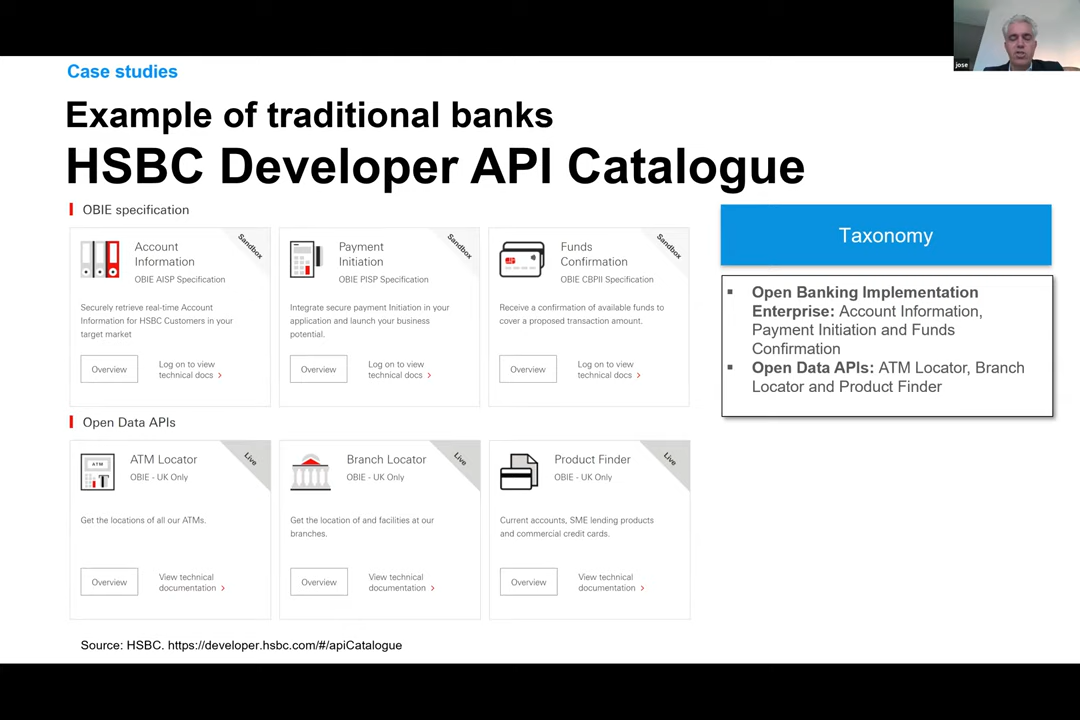 jose
Case studies
Example of traditional banks
HSBC Developer API Catalogue
OBIE specification
Sandbox
Account
Information
OBIE AISP Specification
Securely retrieve real-time Account
Information for HSBC Customers in your
target market
Overview
Log on to view
technical docs >
Sandbox
Payment
Initiation
OBIE PISP Specification
Integrate secure payment Initiation in your
application and launch your business
potential.
Overview
Log on to view
technical docs >
Sandbox
Funds
Confirmation
OBIE CBPII Specification
Receive a confirmation of available funds to
cover a proposed transaction amount.
Overview
Log on to view
technical docs >
Taxonomy
▪ Open Banking Implementation
Enterprise: Account Information,
Payment Initiation and Funds
Confirmation
▪ Open Data APIs: ATM Locator, Branch
Locator and Product Finder
Open Data APIs
Live
ATM
ATM Locator
OBIE - UK Only
Get the locations of all our ATMs.
Overview
View technical
documentation >
Live
Branch Locator
OBIE - UK Only
Get the location of and facilities at our
branches.
Overview
View technical
documentation >
Live
Product Finder
OBIE - UK Only
Current accounts, SME lending products
and commercial credit cards.
Overview
View technical
documentation >
Source: HSBC. https://developer.hsbc.com/#/apiCatalogue